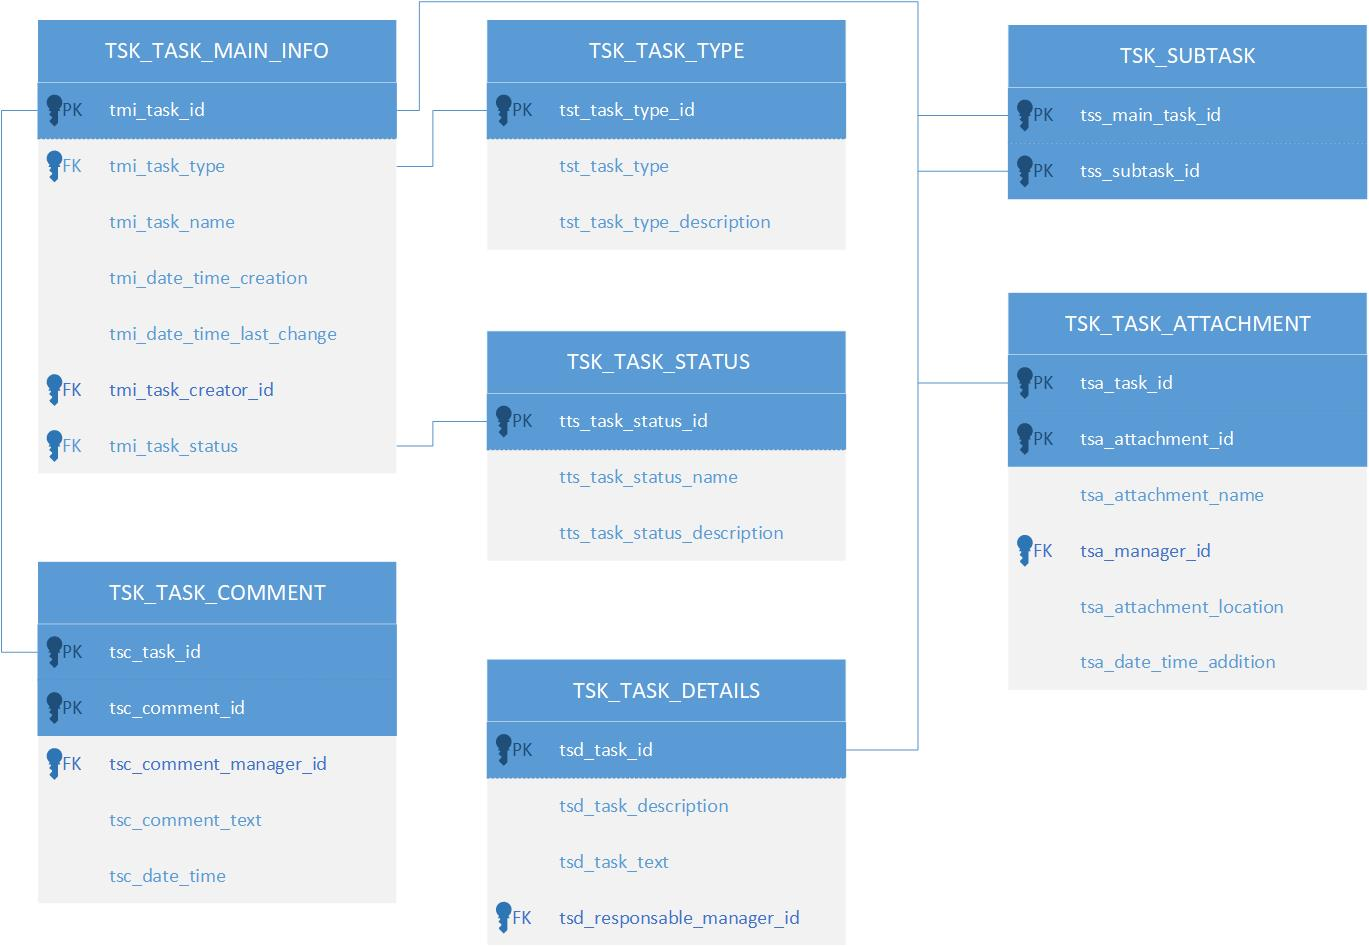 TSK_TASK_MAIN_INFO
PK tmi_task_id
FK tmi_task_type
tmi_task_name
tmi_date_time_creation
tmi_date_time_last_change
FK tmi_task_creator_id
FK tmi_task_status
TSK_TASK_TYPE
PK tst_task_type_id
tst_task_type
tst_task_type_description
TSK_SUBTASK
PK tss_main_task_id
PK tss_subtask_id
TSK_TASK_STATUS
PK tts_task_status_id
tts_task_status_name
tts_task_status_description
TSK_TASK_ATTACHMENT
PK tsa_task_id
PK tsa_attachment_id
tsa_attachment_name
FK tsa_manager_id
tsa_attachment_location
tsa_date_time_addition
TSK_TASK_COMMENT
PK tsc_task_id
PK tsc_comment_id
FK tsc_comment_manager_id
tsc_comment_text
tsc_date_time
TSK_TASK_DETAILS
PK tsd_task_id
tsd_task_description
tsd_task_text
FK tsd_responsable_manager_id